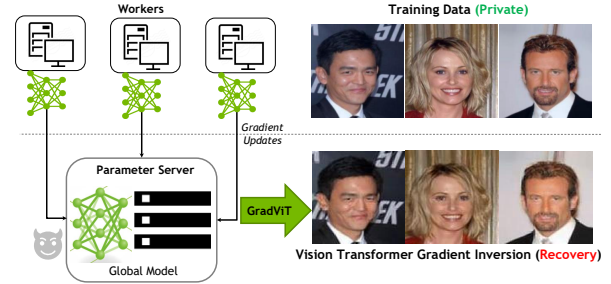 Workers
Training Data (Private)
Gradient
Updates
Parameter Server
GradViT
Global Model
Vision Transformer Gradient Inversion (Recovery)